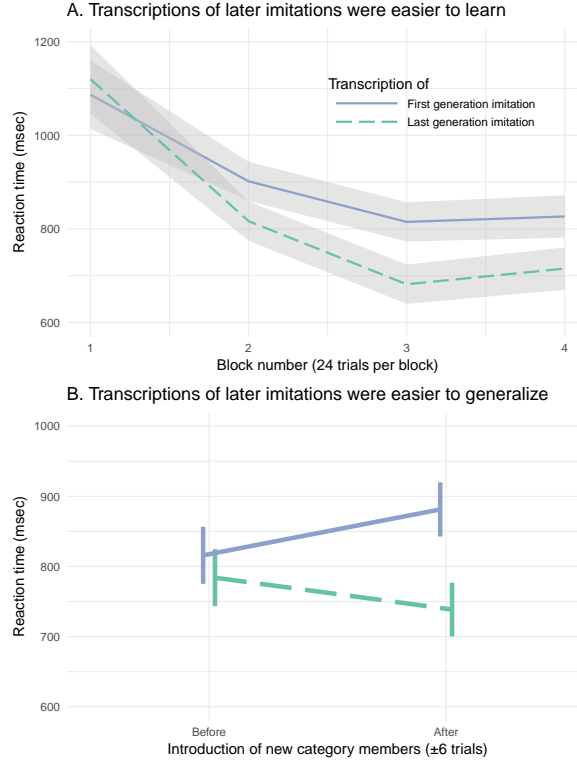 A. Transcriptions of later imitations were easier to learn
1200
1000
800
600
Reaction time (msec)
Transcription of
First generation imitation
Last generation imitation
1 2 3 4
Block number (24 trials per block)
B. Transcriptions of later imitations were easier to generalize
1000
900
800
700
600
Reaction time (msec)
Before After
Introduction of new category members (±6 trials)